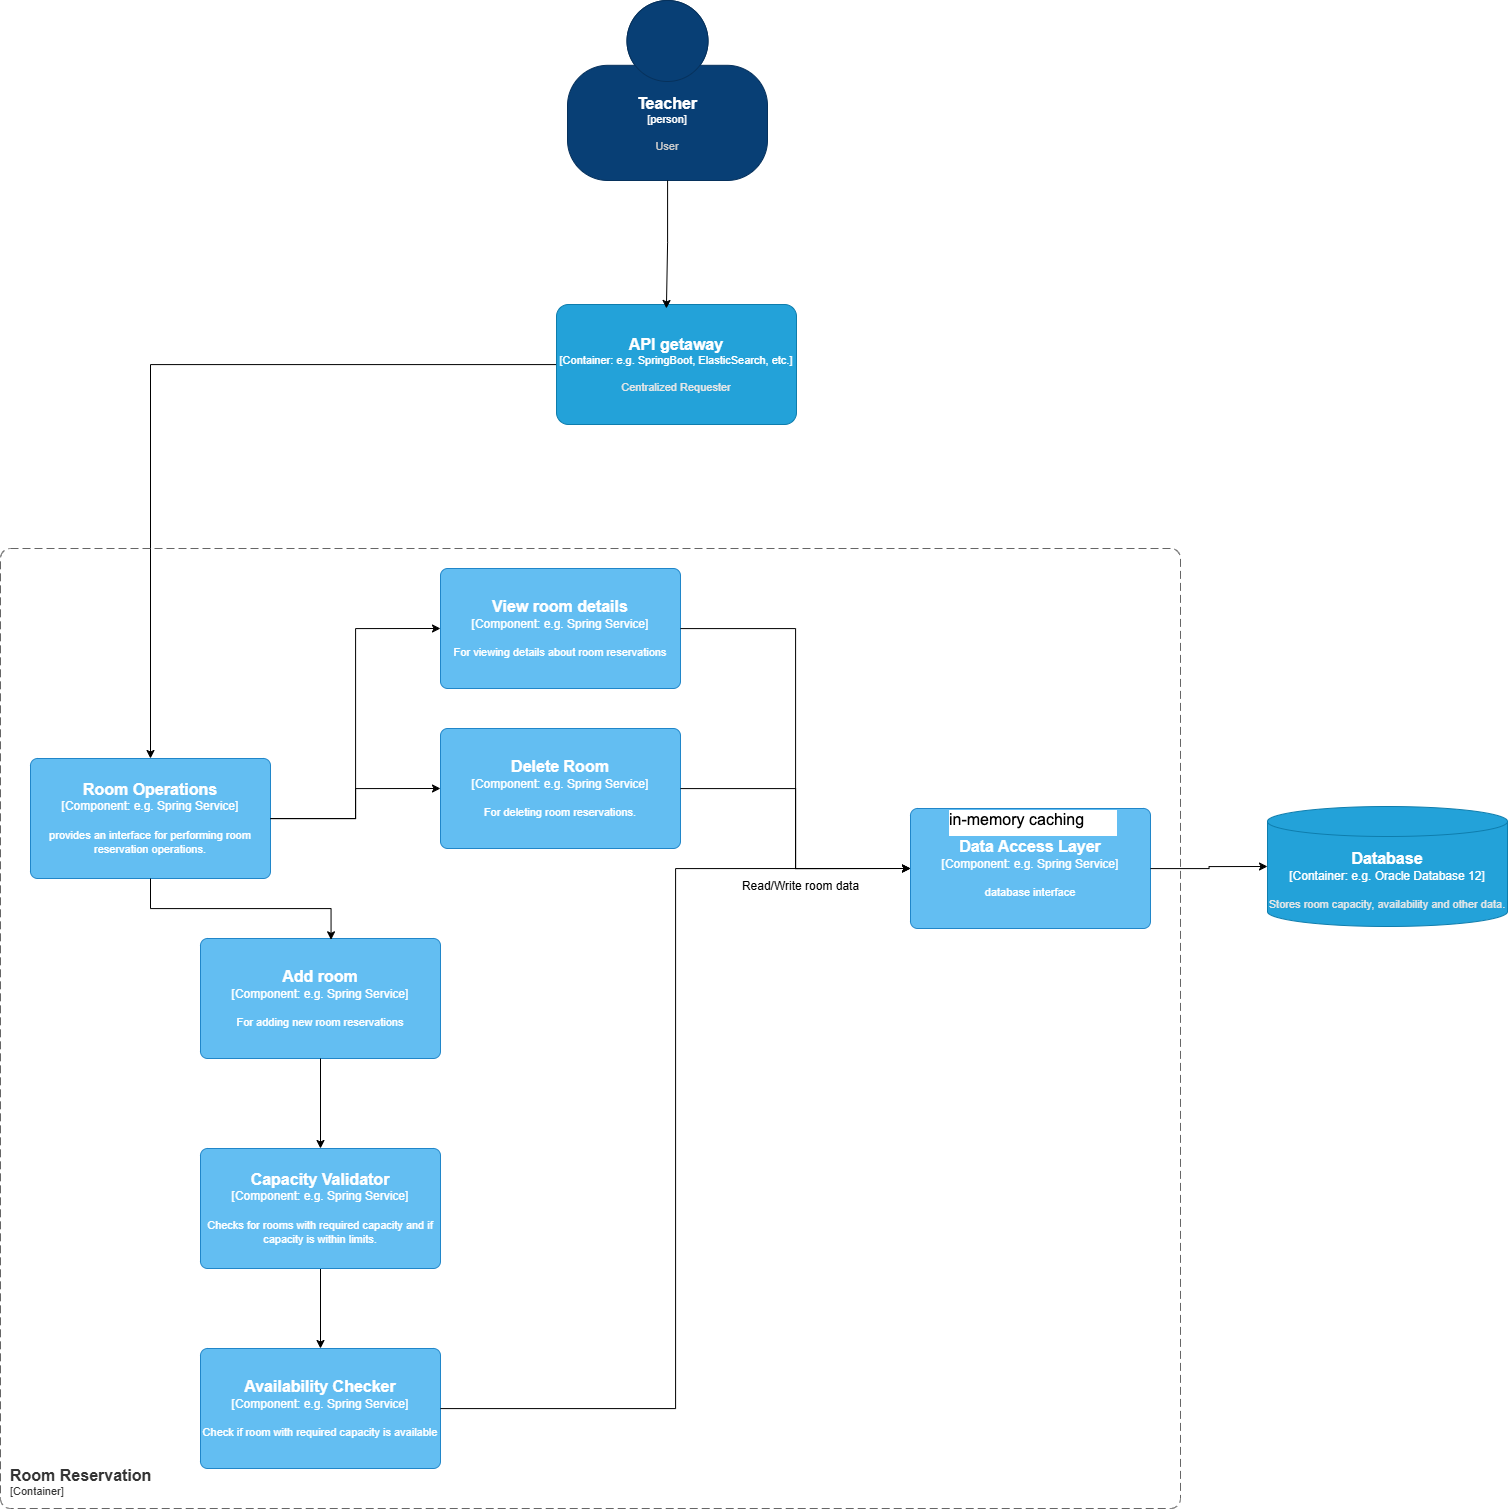 Teacher
[person]
User
API getaway
[Container: e.g. SpringBoot, ElasticSearch, etc.]
Centralized Requester
View room details
[Component: e.g. Spring Service]
For viewing details about room reservations
Delete Room
[Component: e.g. Spring Service]
For deleting room reservations.
Room Operations
[Component: e.g. Spring Service]
provides an interface for performing room
reservation operations.
in-memory caching
Data Access Layer
[Component: e.g. Spring Service]
database interface
Read/Write room data
Database
[Container: e.g. Oracle Database 12]
Stores room capacity, availability and other data.
Add room
[Component: e.g. Spring Service]
For adding new room reservations
Capacity Validator
[Component: e.g. Spring Service]
Checks for rooms with required capacity and if
capacity is within limits.
Availability Checker
[Component: e.g. Spring Service]
Check if room with required capacity is available
Room Reservation
[Container]